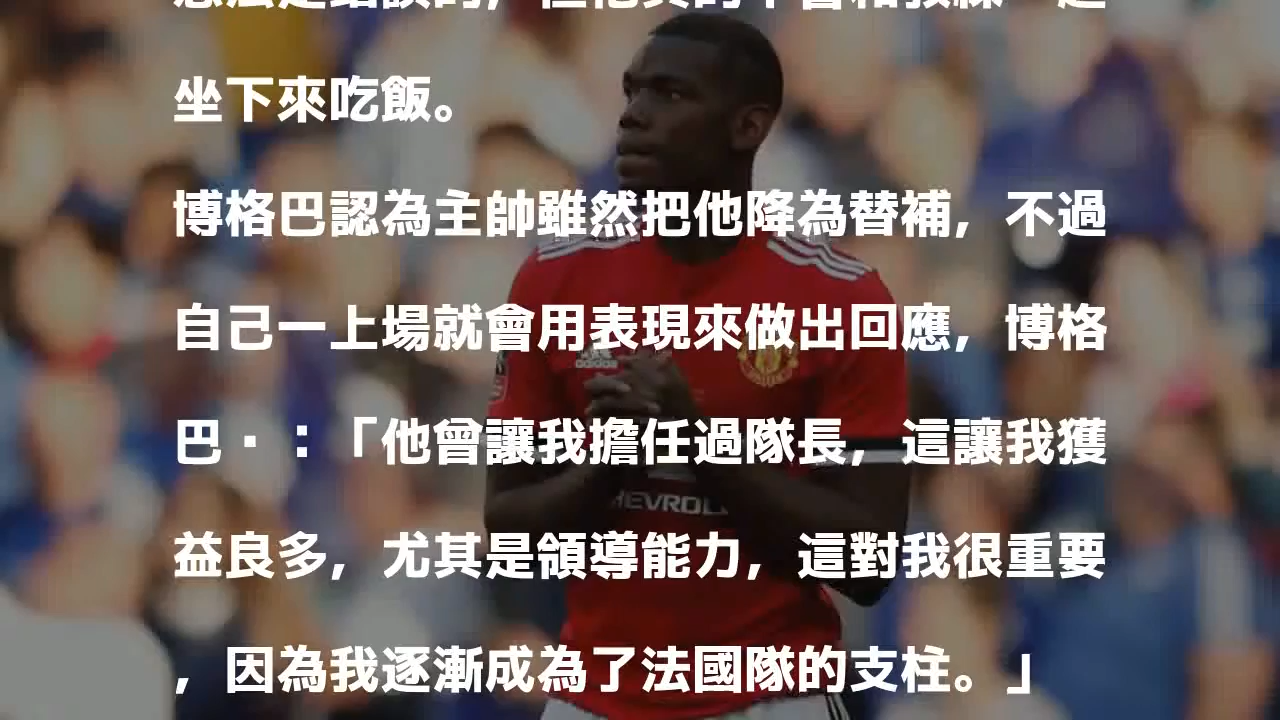 坐下來吃飯。
博格巴認為主帥雖然把他降為替補，不過
自己一上場就會用表現來做出回應，博格
巴▪：「他曾讓我擔任過隊長，這讓我獲
益良多，尤其是領導能力，這對我很重要
，因為我逐漸成為了法國隊的支柱。」
adidas
CHEVROLET